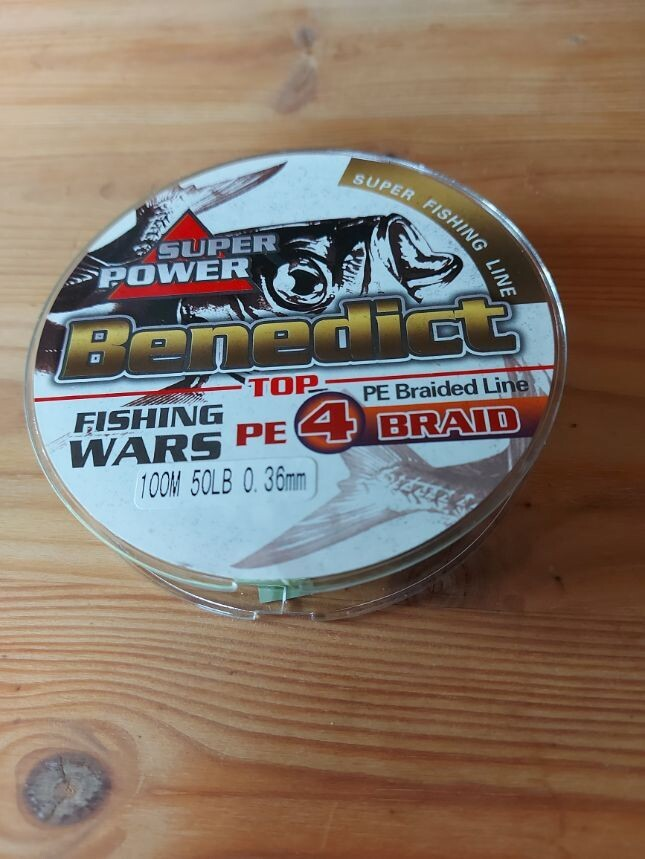 SUPER FISHING LINE
SUPER
POWER
Benedict
TOP
PE Braided Line
FISHING
WARS
PE 4 BRAID
100M 50LB 0.36mm